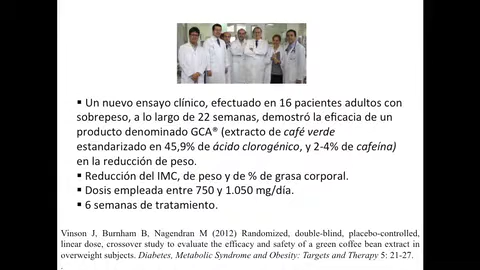 ▪ Un nuevo ensayo clínico, efectuado en 16 pacientes adultos con
sobrepeso, a lo largo de 22 semanas, demostró la eficacia de un
producto denominado GCA® (extracto de café verde
estandarizado en 45,9% de ácido clorogénico, y 2-4% de cafeína)
en la reducción de peso.
▪ Reducción del IMC, de peso y de % de grasa corporal.
▪ Dosis empleada entre 750 y 1.050 mg/día.
▪ 6 semanas de tratamiento.
Vinson J, Burnham B, Nagendran M (2012) Randomized, double-blind, placebo-controlled,
linear dose, crossover study to evaluate the efficacy and safety of a green coffee bean extract in
overweight subjects. Diabetes, Metabolic Syndrome and Obesity: Targets and Therapy 5: 21-27.
.